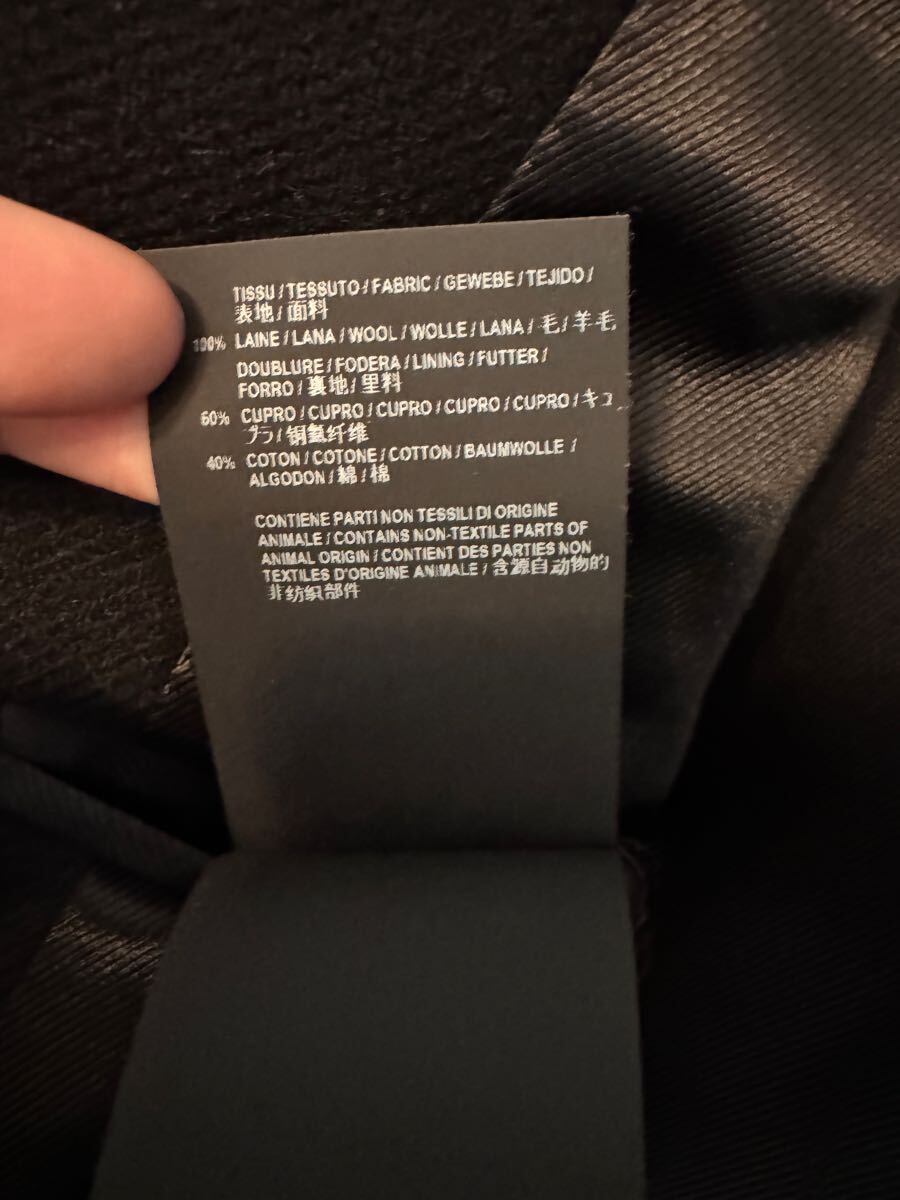 TISSU / TESSUTO / FABRIC / GEWEBE / TEJIDO /
表地 / 面料
100% LAINE / LANA / WOOL / WOLLE / LANA / 毛 / 羊毛
DOUBLURE / FODERA / LINING / FUTTER /
FORRO / 裏地 / 里料
60% CUPRO / CUPRO / CUPRO / CUPRO / CUPRO / キュ
プラ / 铜氨纤维
40% COTON / COTONE / COTTON / BAUMWOLLE /
ALGODON / 綿 / 棉
CONTIENE PARTI NON TESSILI DI ORIGINE
ANIMALE / CONTAINS NON-TEXTILE PARTS OF
ANIMAL ORIGIN / CONTIENT DES PARTIES NON
TEXTILES D'ORIGINE ANIMALE / 含源自动物的
非纺织部件